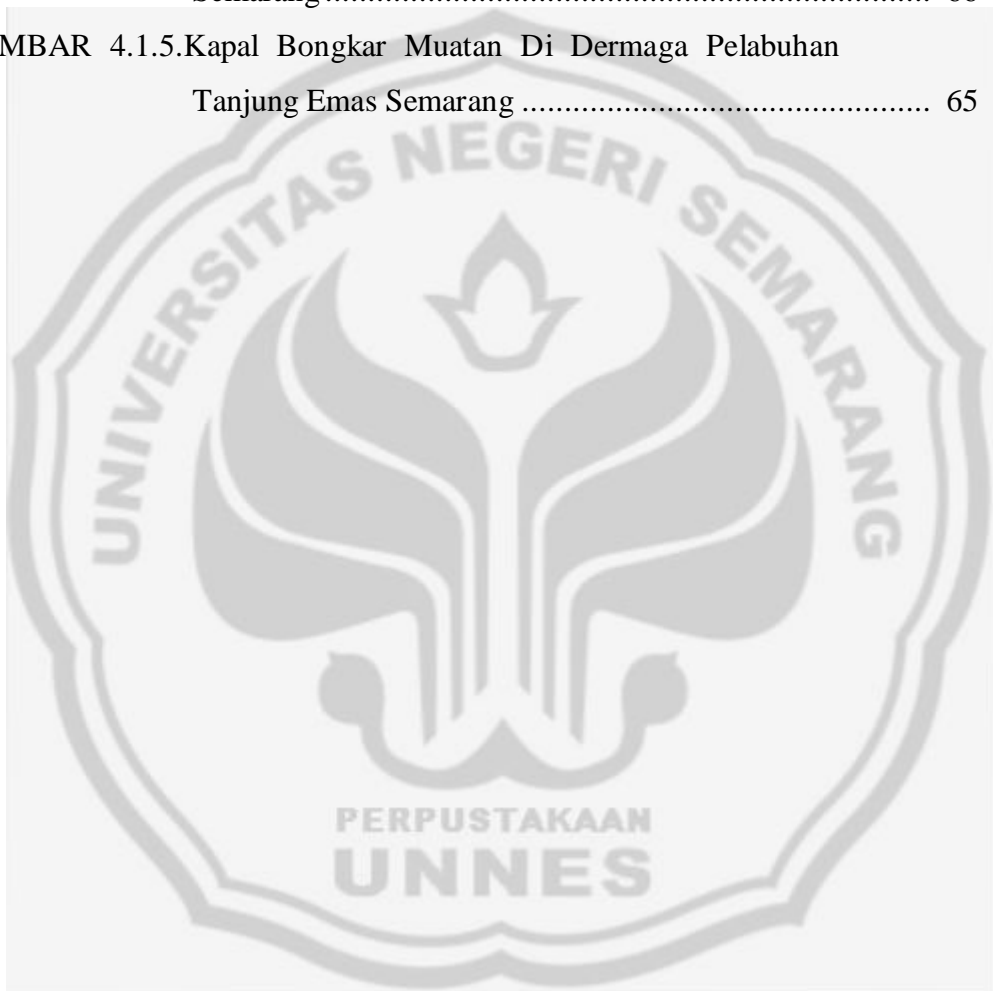 MBAR 4.1.5.Kapal Bongkar Muatan Di Dermaga Pelabuhan
Tanjung Emas Semarang ................................................ 65
UNIVERSITAS NEGERI SEMARANG
PERPUSTAKAAN
UNNES